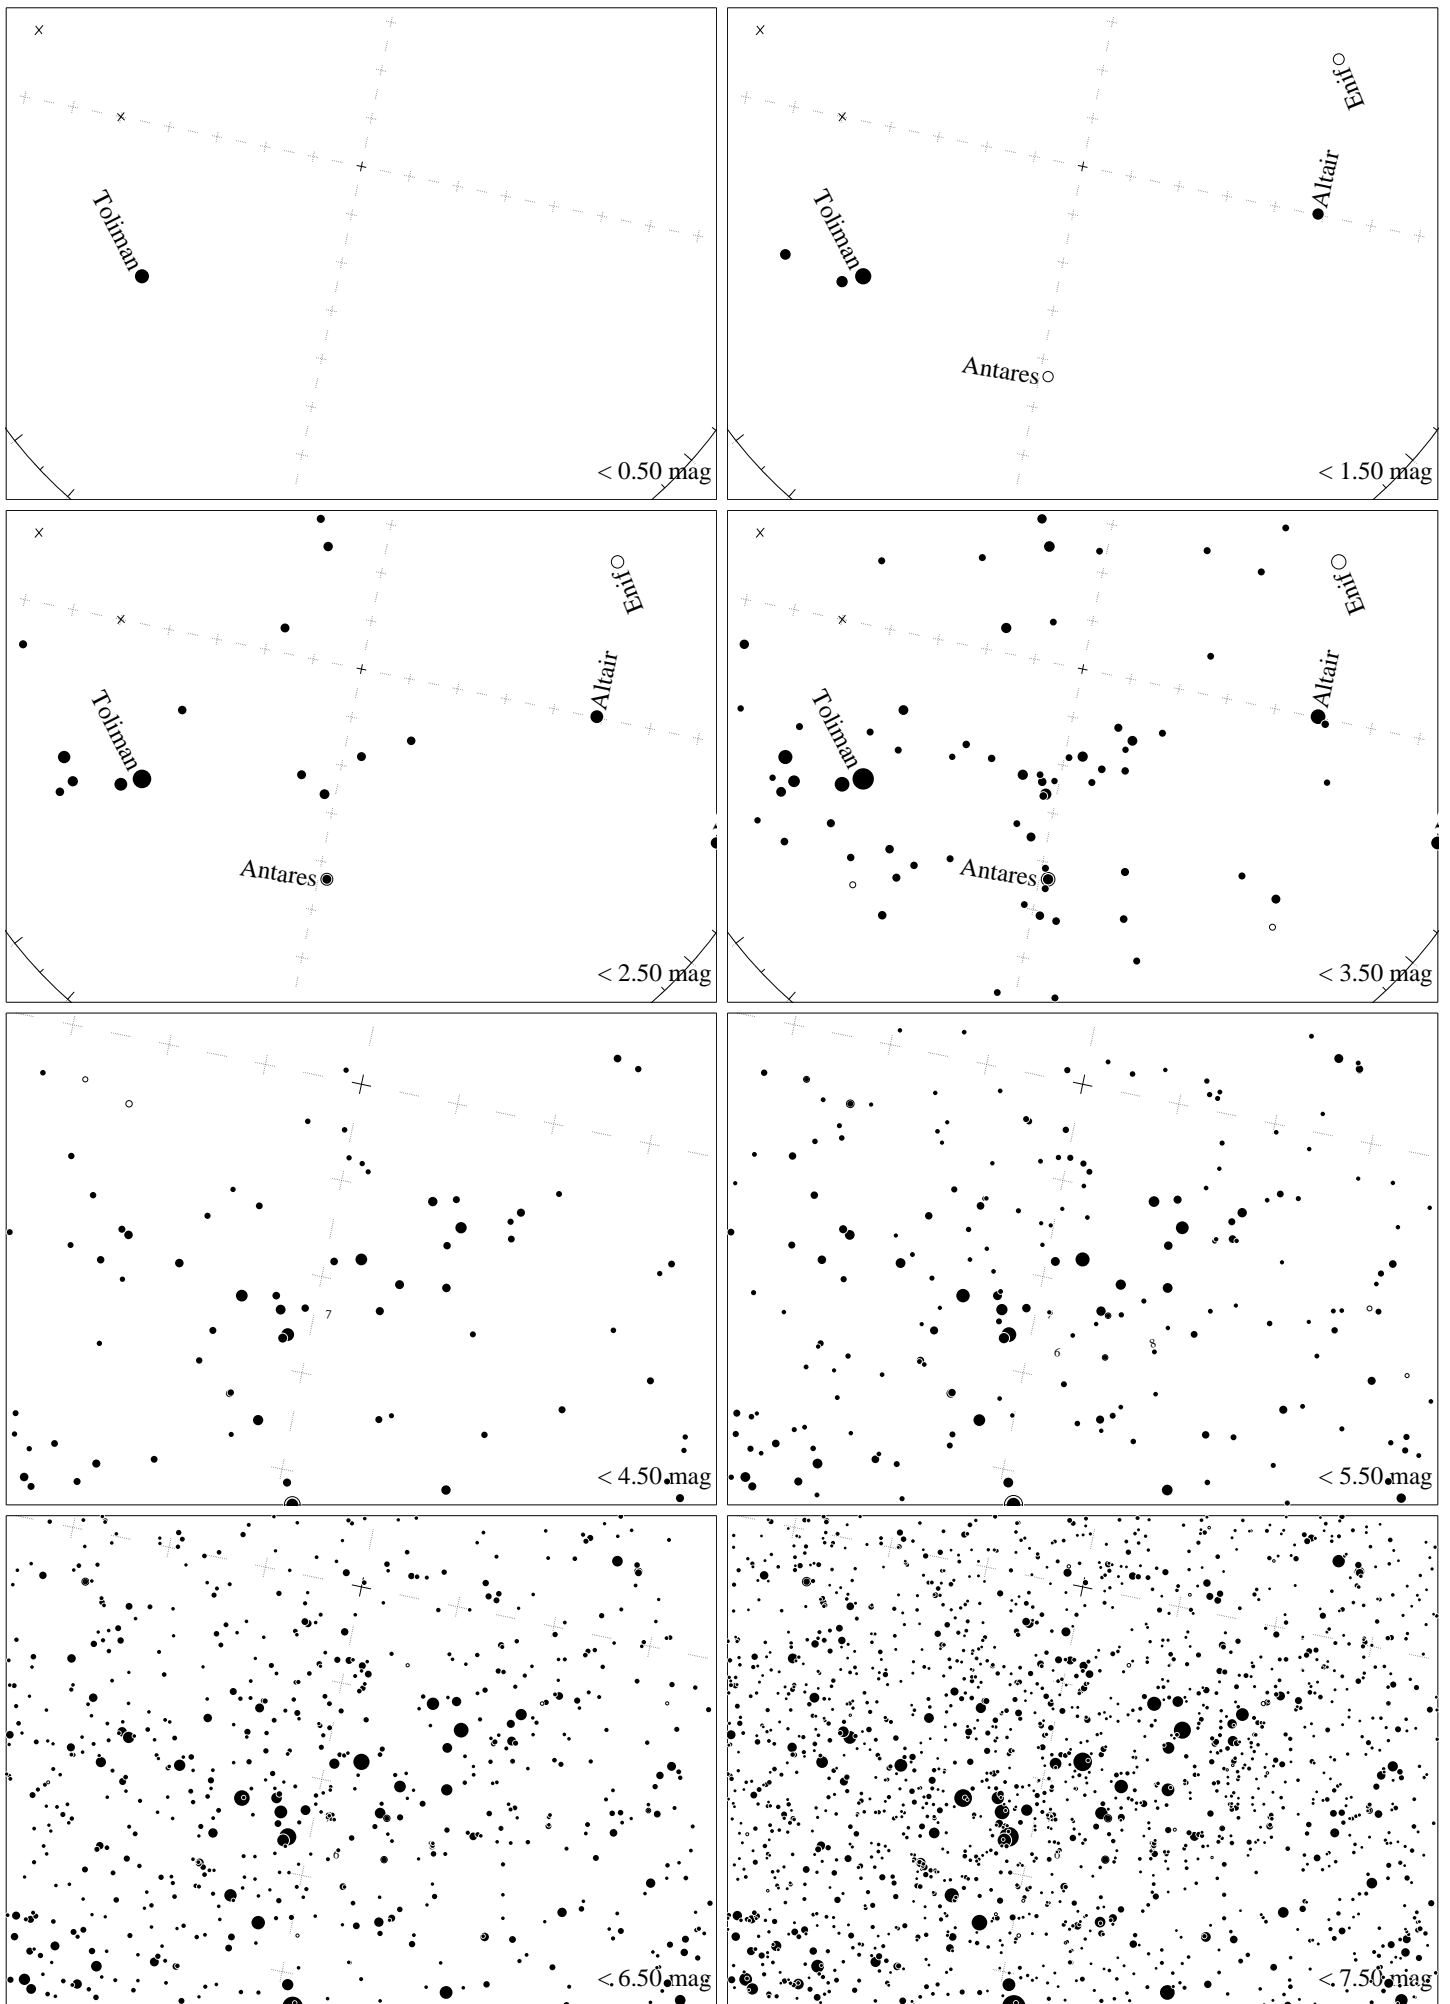 Toliman
< 0.50 mag
Enif
Altair
Toliman
Antares
< 1.50 mag
Enif
Altair
Toliman
Antares
< 2.50 mag
Enif
Altair
Toliman
Antares
< 3.50 mag
7
< 4.50 mag
7
6
8
< 5.50 mag
6
< 6.50 mag
6
< 7.50 mag